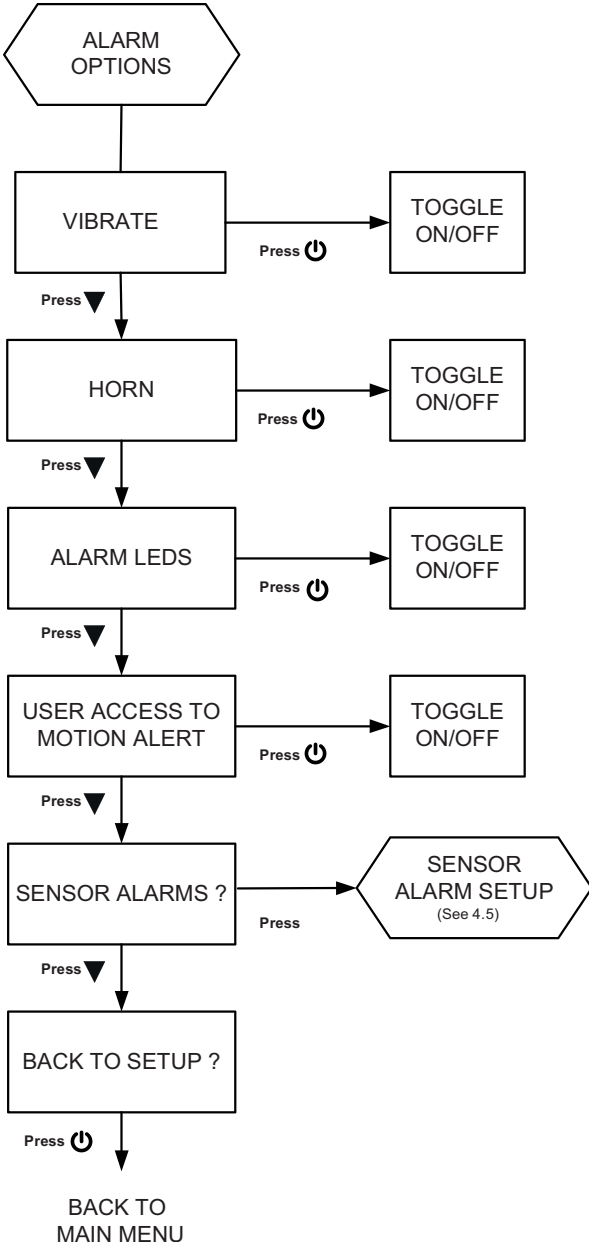 ALARM
OPTIONS
VIBRATE
Press
TOGGLE
ON/OFF
Press
HORN
Press
TOGGLE
ON/OFF
Press
ALARM LEDS
Press
TOGGLE
ON/OFF
Press
USER ACCESS TO
MOTION ALERT
Press
TOGGLE
ON/OFF
Press
SENSOR ALARMS ?
Press
SENSOR
ALARM SETUP
(See 4.5)
Press
BACK TO SETUP ?
Press
BACK TO
MAIN MENU